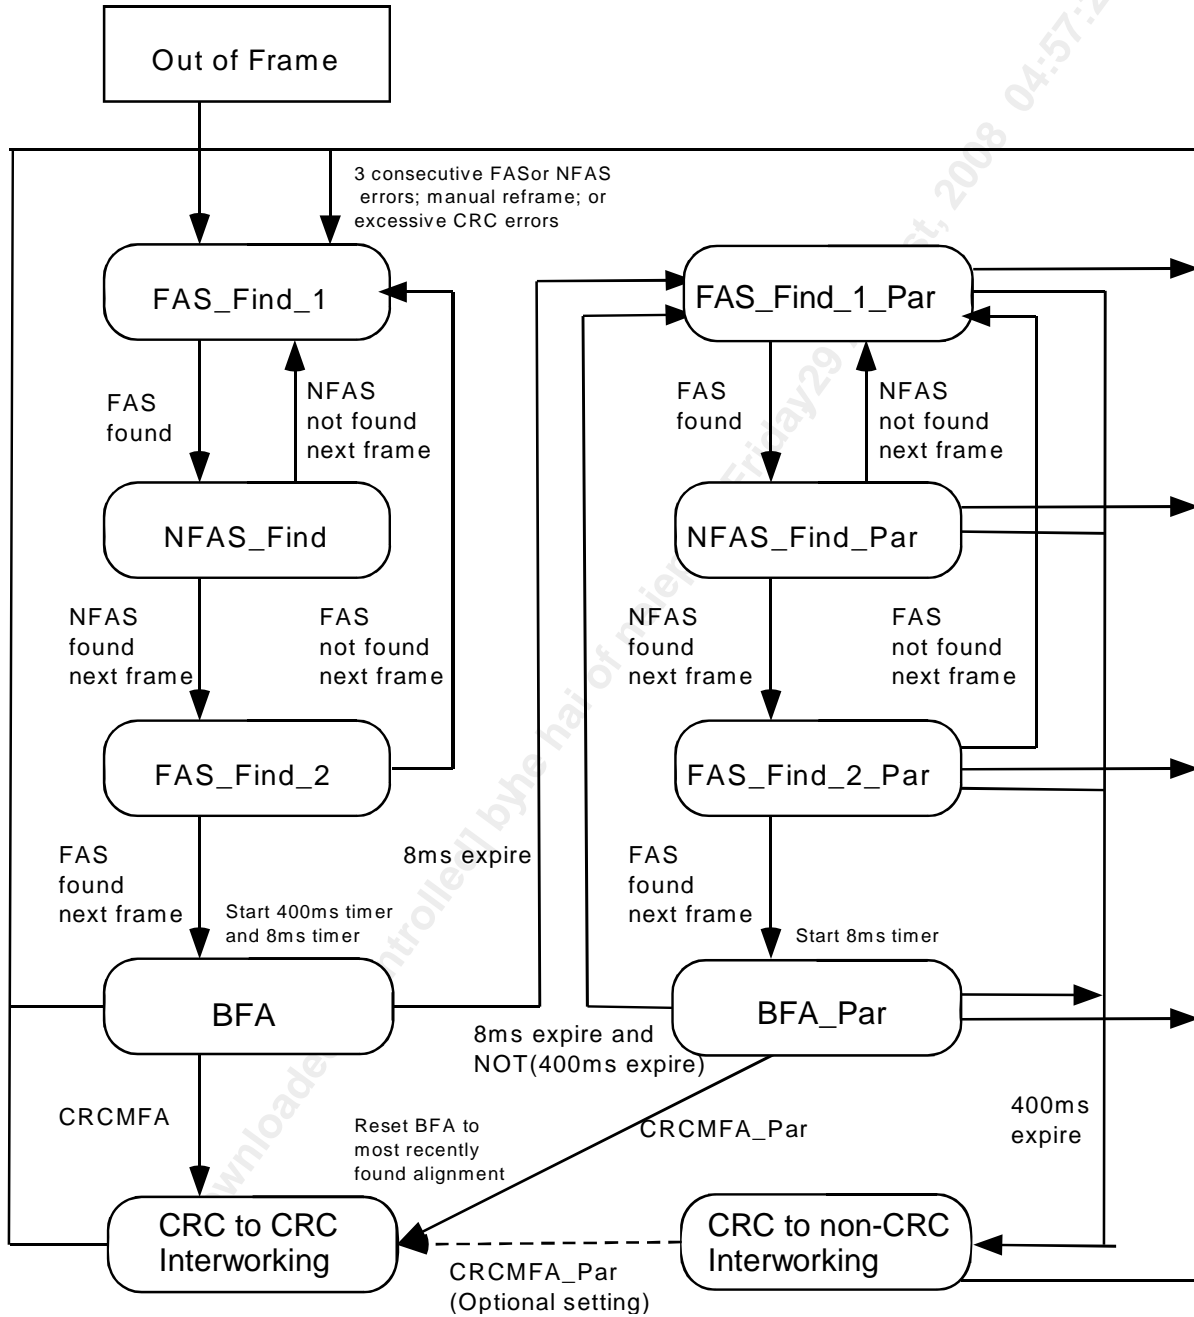 Out of Frame
3 consecutive FASor NFAS
errors; manual reframe; or
excessive CRC errors
FAS_Find_1
FAS_Find_1_Par
FAS
found
NFAS
not found
next frame
FAS
found
NFAS
not found
next frame
NFAS_Find
NFAS_Find_Par
NFAS
found
next frame
FAS
not found
next frame
NFAS
found
next frame
FAS
not found
next frame
FAS_Find_2
FAS_Find_2_Par
FAS
found
next frame
8ms expire
FAS
found
next frame
Start 400ms timer
and 8ms timer
Start 8ms timer
BFA
BFA_Par
8ms expire and
NOT(400ms expire)
CRCMFA
Reset BFA to
most recently
found alignment
CRCMFA_Par
400ms
expire
CRC to CRC
Interworking
CRC to non-CRC
Interworking
CRCMFA_Par
(Optional setting)